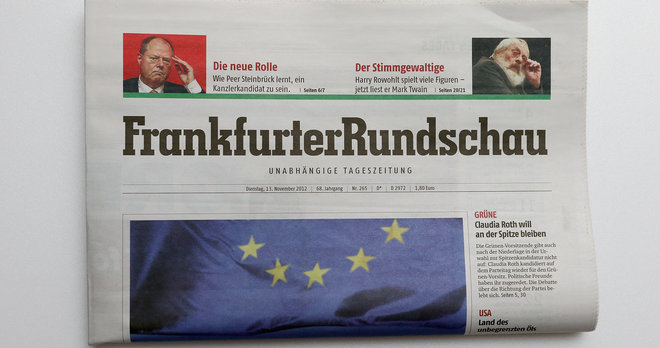 Die neue Rolle
Wie Peer Steinbrück lernt, ein
Kanzlerkandidat zu sein. | Seiten 6/7
Der Stimmgewaltige
Harry Rowohlt spielt viele Figuren –
jetzt liest er Mark Twain | Seiten 20/21
FrankfurterRundschau
UNABHÄNGIGE TAGESZEITUNG
Dienstag, 13. November 2012 | 68. Jahrgang | Nr. 265 | D* | D 2972 | 1,80 Euro
GRÜNE
Claudia Roth will
an der Spitze bleiben
Die Grünen-Vorsitzende gibt auch
nach der Niederlage in der Ur-
wahl zur Spitzenkandidatur nicht
auf: Claudia Roth kandidiert auf
dem Parteitag wieder für den Grü-
nen-Vorsitz. Politische Freunde
haben ihr zugeredet. Die Debatte
über die Richtung der Partei be-
lebt sich. Seiten 5, 10
USA
Land des
unbegrenzten Öls